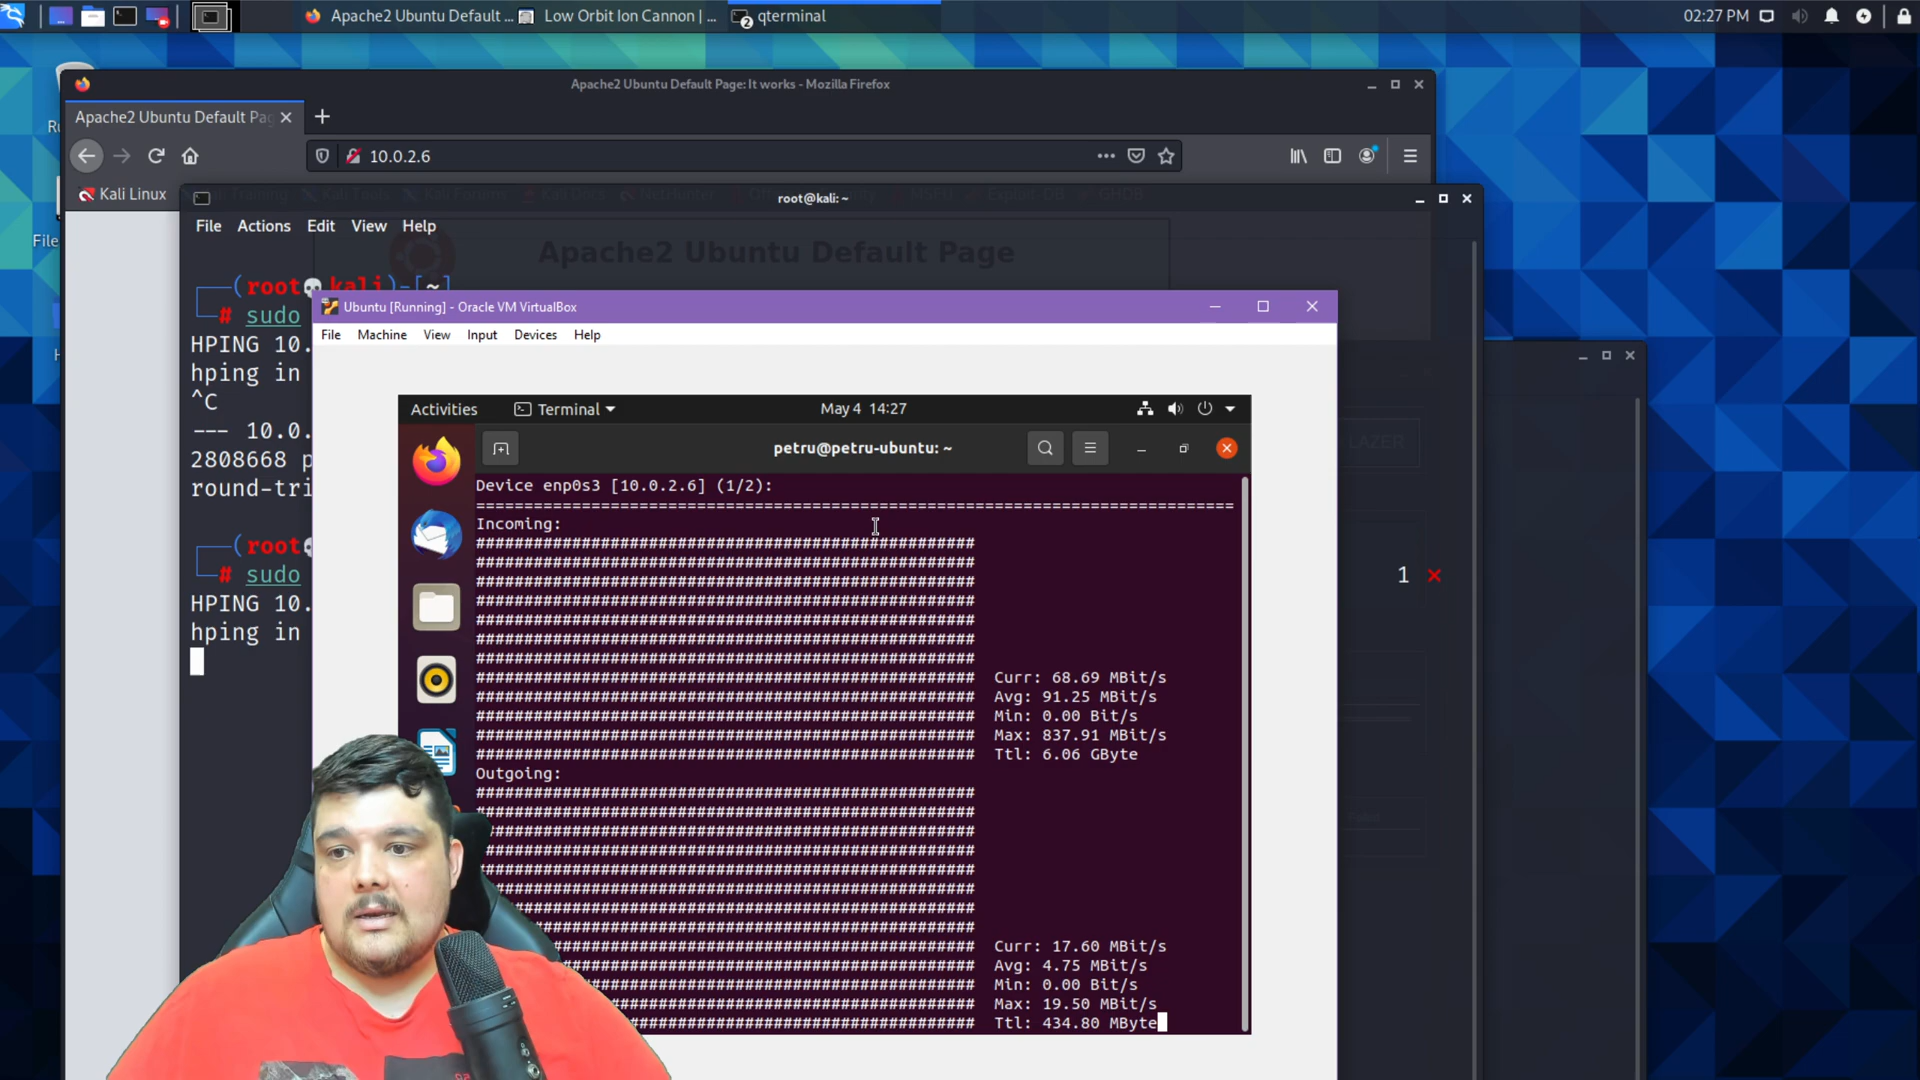 Apache2 Ubuntu Default ...
Low Orbit Ion Cannon | ...
2
qterminal
02:27 PM
Apache2 Ubuntu Default Page: It works - Mozilla Firefox
Apache2 Ubuntu Default Pag
10.0.2.6
Kali Linux
root@kali: ~
File Actions Edit View Help
Apache2 Ubuntu Default Page
File
(root kali)-[~]
# sudo
HPING 10.
hping in
^C
--- 10.0.
2808668 p
round-tri
(root
# sudo
HPING 10.
hping in
1
LAZER
Ubuntu [Running] - Oracle VM VirtualBox
File Machine View Input Devices Help
Activities
Terminal
May 4 14:27
petru@petru-ubuntu: ~
Device enp0s3 [10.0.2.6] (1/2):
Incoming:
Curr: 68.69 MBit/s
Avg: 91.25 MBit/s
Min: 0.00 Bit/s
Max: 837.91 MBit/s
Ttl: 6.06 GByte
Outgoing:
Curr: 17.60 MBit/s
Avg: 4.75 MBit/s
Min: 0.00 Bit/s
Max: 19.50 MBit/s
Ttl: 434.80 MByte